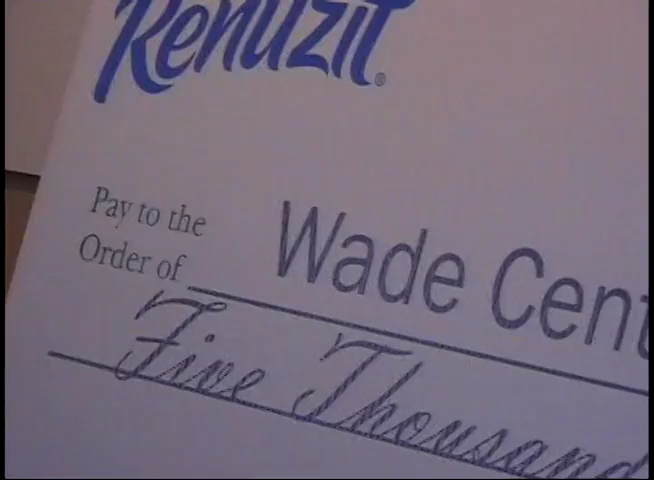 Renuzit®
Pay to the
Order of
Wade Cent
Five Thousand